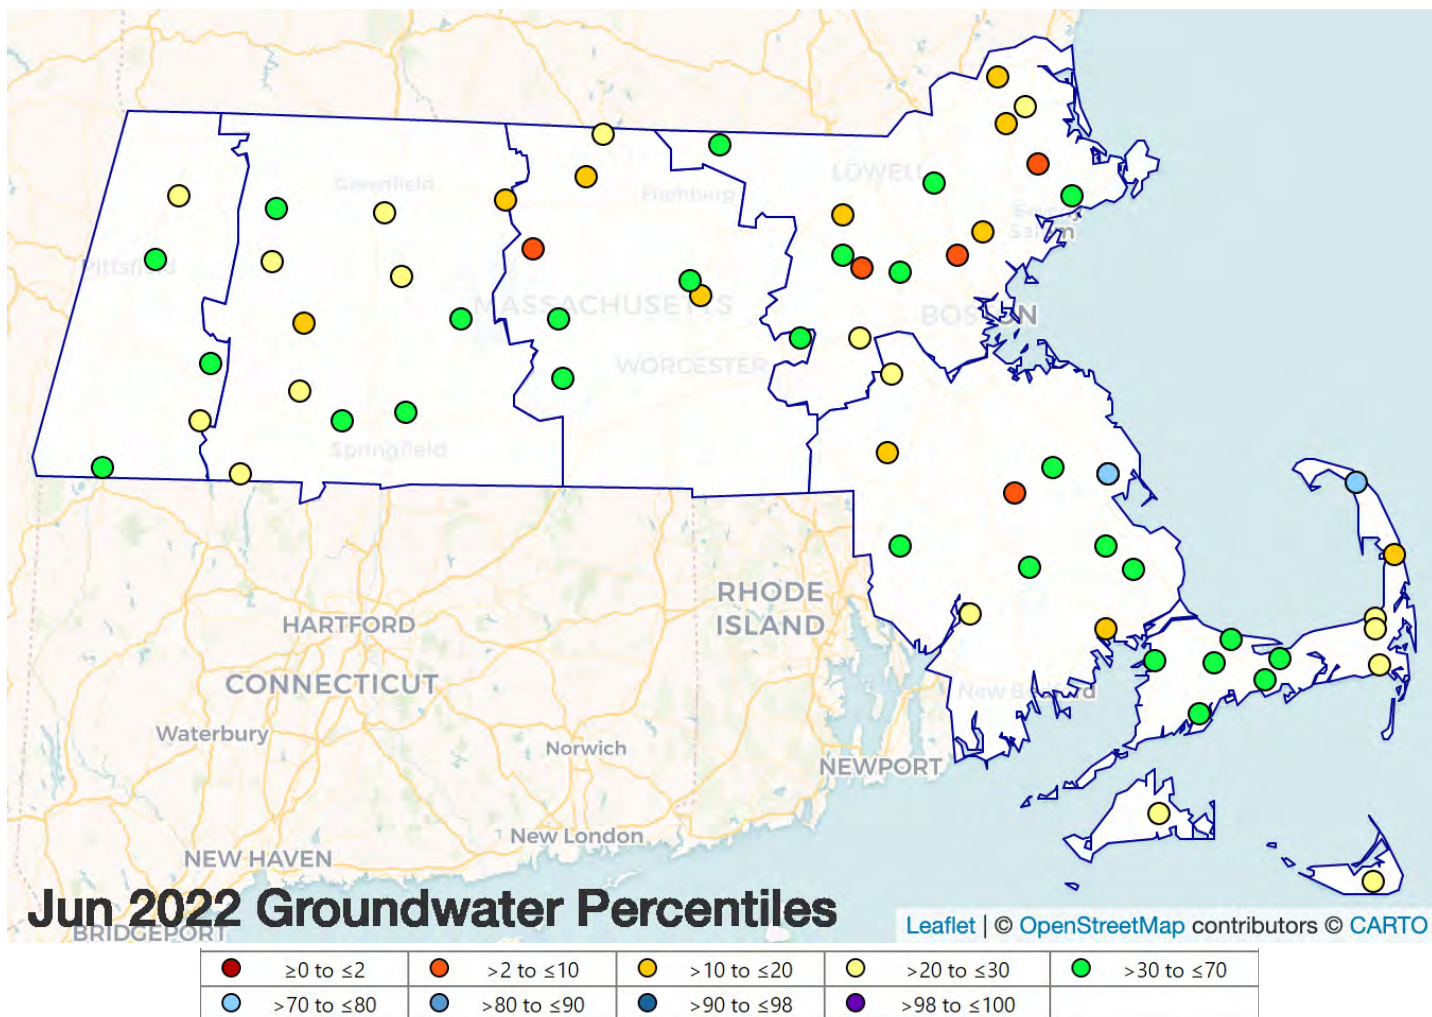 Greenfield
LOWELL
Fitchburg
Salem
Pittsfield
MASSACHUSETTS
BOSTON
WORCESTER
Springfield
RHODE
ISLAND
HARTFORD
CONNECTICUT
New Bedford
Waterbury
Norwich
NEWPORT
New London
NEW HAVEN
Jun 2022 Groundwater Percentiles
BRIDGEPORT
Leaflet | © OpenStreetMap contributors © CARTO
≥0 to ≤2 >2 to ≤10 >10 to ≤20 >20 to ≤30 >30 to ≤70
>70 to ≤80 >80 to ≤90 >90 to ≤98 >98 to ≤100